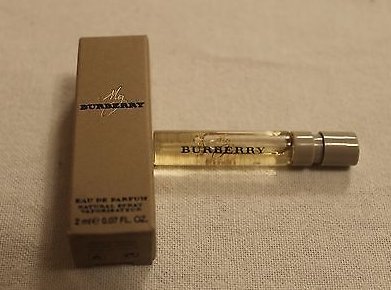 My
BURBERRY
EAU DE PARFUM
NATURAL SPRAY
VAPORISATEUR
2 ml e 0.07 FL. OZ.
My
BURBERRY